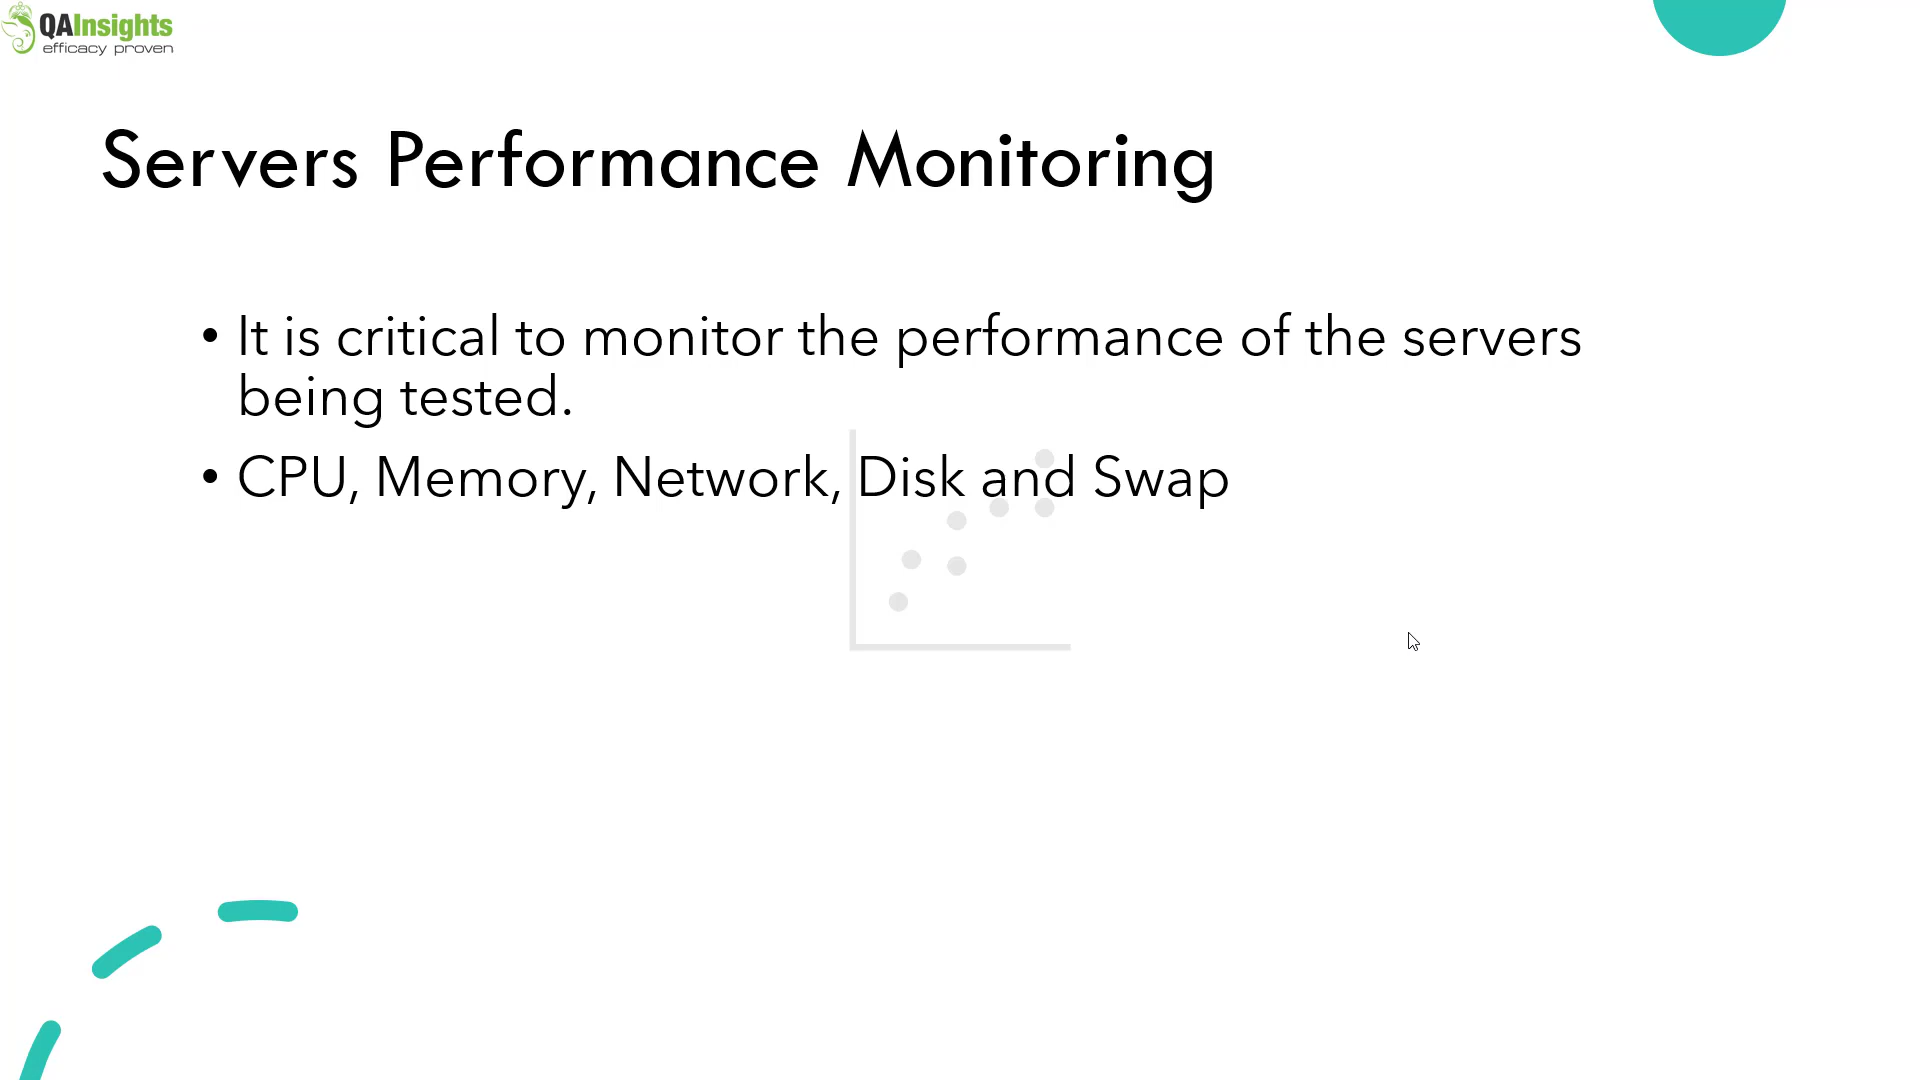 QAInsights
efficacy proven
Servers Performance Monitoring
• It is critical to monitor the performance of the servers
being tested.
• CPU, Memory, Network, Disk and Swap